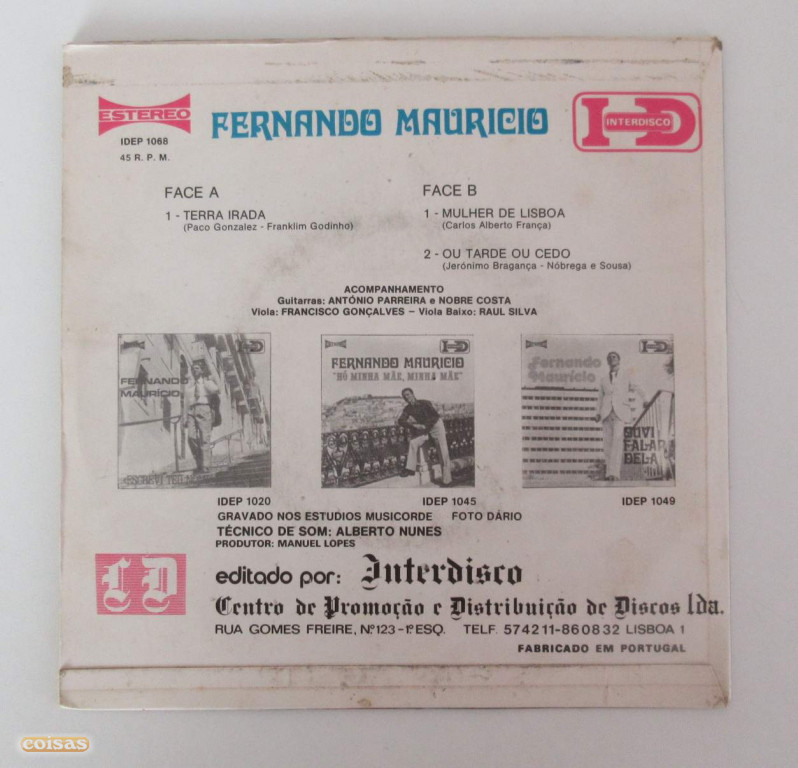 ESTEREO
IDEP 1068
45 R. P. M.
FERNANDO MAURICIO
INTERDISCO
FACE A
1 - TERRA IRADA
(Paco Gonzalez - Franklim Godinho)
FACE B
1 - MULHER DE LISBOA
(Carlos Alberto França)
2 - OU TARDE OU CEDO
(Jerónimo Bragança - Nóbrega e Sousa)
ACOMPANHAMENTO
Guitarras: ANTÓNIO PARREIRA e NOBRE COSTA
Viola: FRANCISCO GONÇALVES – Viola Baixo: RAUL SILVA
FERNANDO
MAURICIO
IDEP 1020
FERNANDO MAURICIO
"HÓ MINHA MÃE, MINHA MÃE"
IDEP 1045
Fernando
Maurício
OUVI
FALAR
DELA
IDEP 1049
GRAVADO NOS ESTUDIOS MUSICORDE FOTO DÁRIO
TÉCNICO DE SOM: ALBERTO NUNES
PRODUTOR: MANUEL LOPES
editado por: Interdisco
Centro de Promoção e Distribuição de Discos lda.
RUA GOMES FREIRE, Nº123-1ºESQ. TELF. 574211-860832 LISBOA 1
FABRICADO EM PORTUGAL
coisas